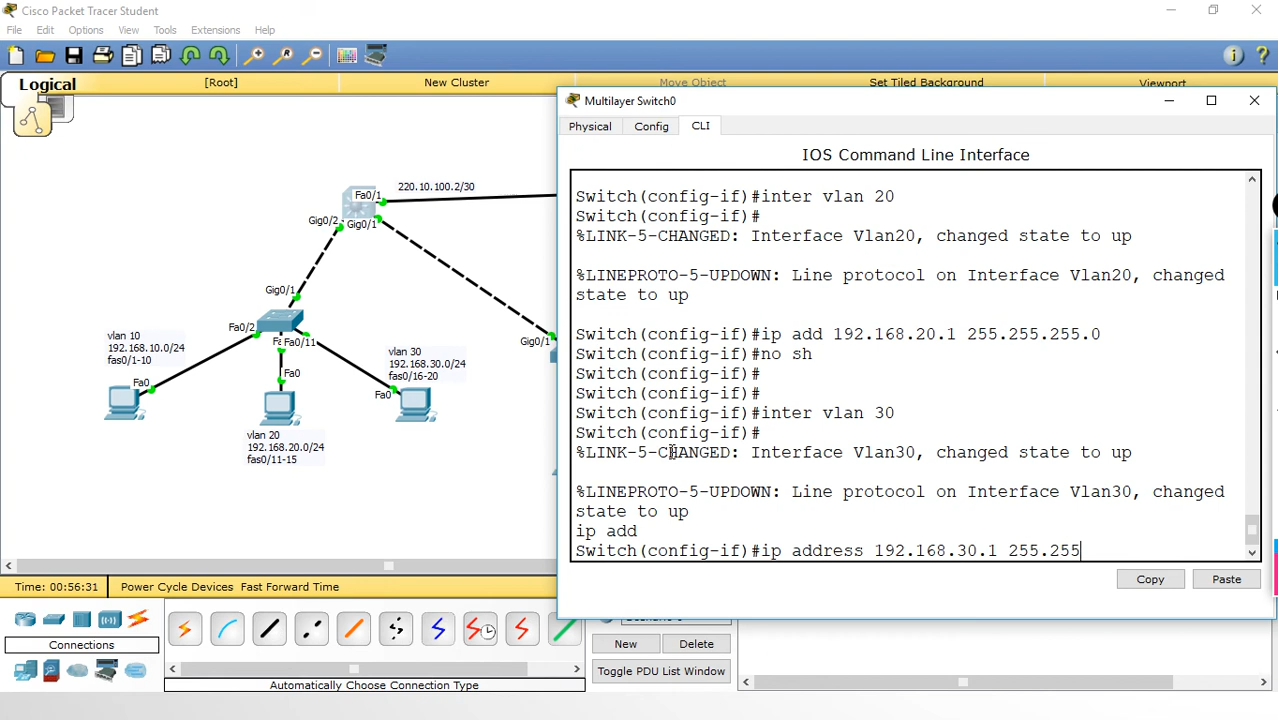 Cisco Packet Tracer Student
File Edit Options View Tools Extensions Help
Logical
[Root]
New Cluster
Move Object
Set Tiled Background
Viewport
Multilayer Switch0
Physical Config CLI
IOS Command Line Interface
Switch(config-if)#inter vlan 20
Switch(config-if)#
%LINK-5-CHANGED: Interface Vlan20, changed state to up
%LINEPROTO-5-UPDOWN: Line protocol on Interface Vlan20, changed
state to up
Switch(config-if)#ip add 192.168.20.1 255.255.255.0
Switch(config-if)#no sh
Switch(config-if)#
Switch(config-if)#
Switch(config-if)#inter vlan 30
Switch(config-if)#
%LINK-5-CHANGED: Interface Vlan30, changed state to up
%LINEPROTO-5-UPDOWN: Line protocol on Interface Vlan30, changed
state to up
ip add
Switch(config-if)#ip address 192.168.30.1 255.255
Copy
Paste
Fa0/1
220.10.100.2/30
Gig0/2
Gig0/1
Gig0/1
Gig0/1
Fa0/2
Fa0/11
vlan 10
192.168.10.0/24
fas0/1-10
vlan 30
192.168.30.0/24
fas0/16-20
Fa0
Fa0
Fa0
vlan 20
192.168.20.0/24
fas0/11-15
Time: 00:56:31
Power Cycle Devices Fast Forward Time
Connections
Automatically Choose Connection Type
New
Delete
Toggle PDU List Window